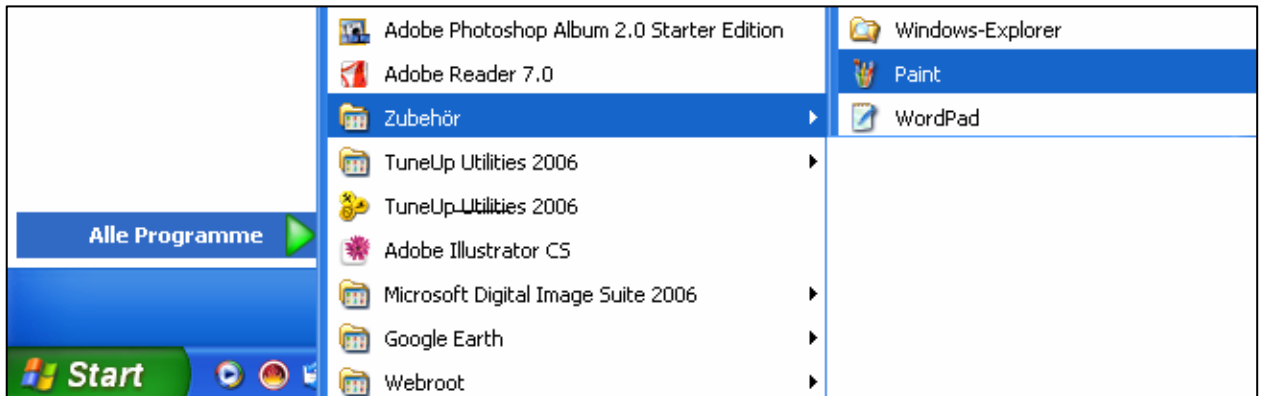 Adobe Photoshop Album 2.0 Starter Edition
Adobe Reader 7.0
Zubehör
TuneUp Utilities 2006
TuneUp Utilities 2006
Adobe Illustrator CS
Microsoft Digital Image Suite 2006
Google Earth
Webroot
Windows-Explorer
Paint
WordPad
Alle Programme
Start